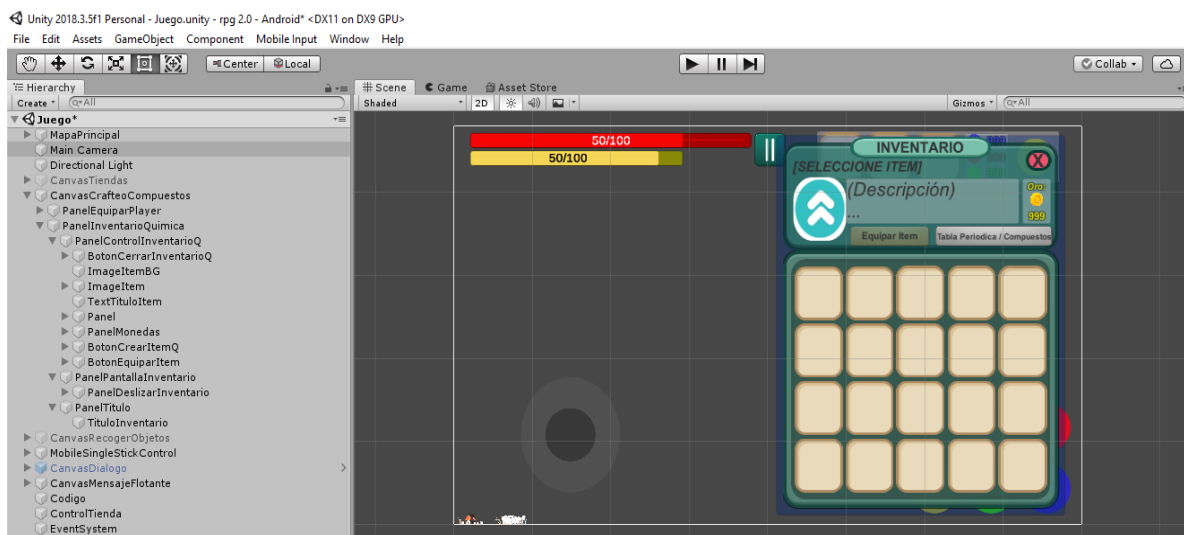 Unity 2018.3.5f1 Personal - Juego.unity - rpg 2.0 - Android* <DX11 on DX9 GPU>
File Edit Assets GameObject Component Mobile Input Window Help
Center Local Collab
Hierarchy Scene Game Asset Store
Create All Shaded 2D Gizmos All
Juego*
MapaPrincipal
Main Camera
Directional Light
CanvasTiendas
CanvasCrafteoCompuestos
PanelEquiparPlayer
PanelInventarioQuimica
PanelControlInventarioQ
BotonCerrarInventarioQ
ImageItemBG
ImageItem
TextTituloItem
Panel
PanelMonedas
BotonCrearItemQ
BotonEquiparItem
PanelPantallaInventario
PanelDeslizarInventario
PanelTitulo
TituloInventario
CanvasRecogerObjetos
MobileSingleStickControl
CanvasDialogo
CanvasMensajeFlotante
Codigo
ControlTienda
EventSystem
50/100
50/100
INVENTARIO
X
[SELECCIONE ITEM]
(Descripción)
...
Oro:
999
Equipar Item Tabla Periodica / Compuestos